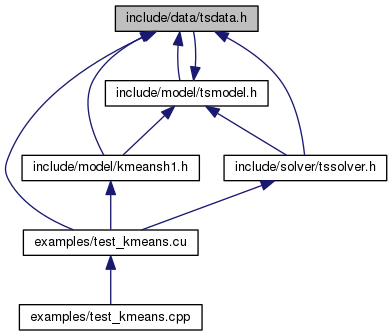 include/data/tsdata.h
include/model/tsmodel.h
include/model/kmeansh1.h
include/solver/tssolver.h
examples/test_kmeans.cu
examples/test_kmeans.cpp